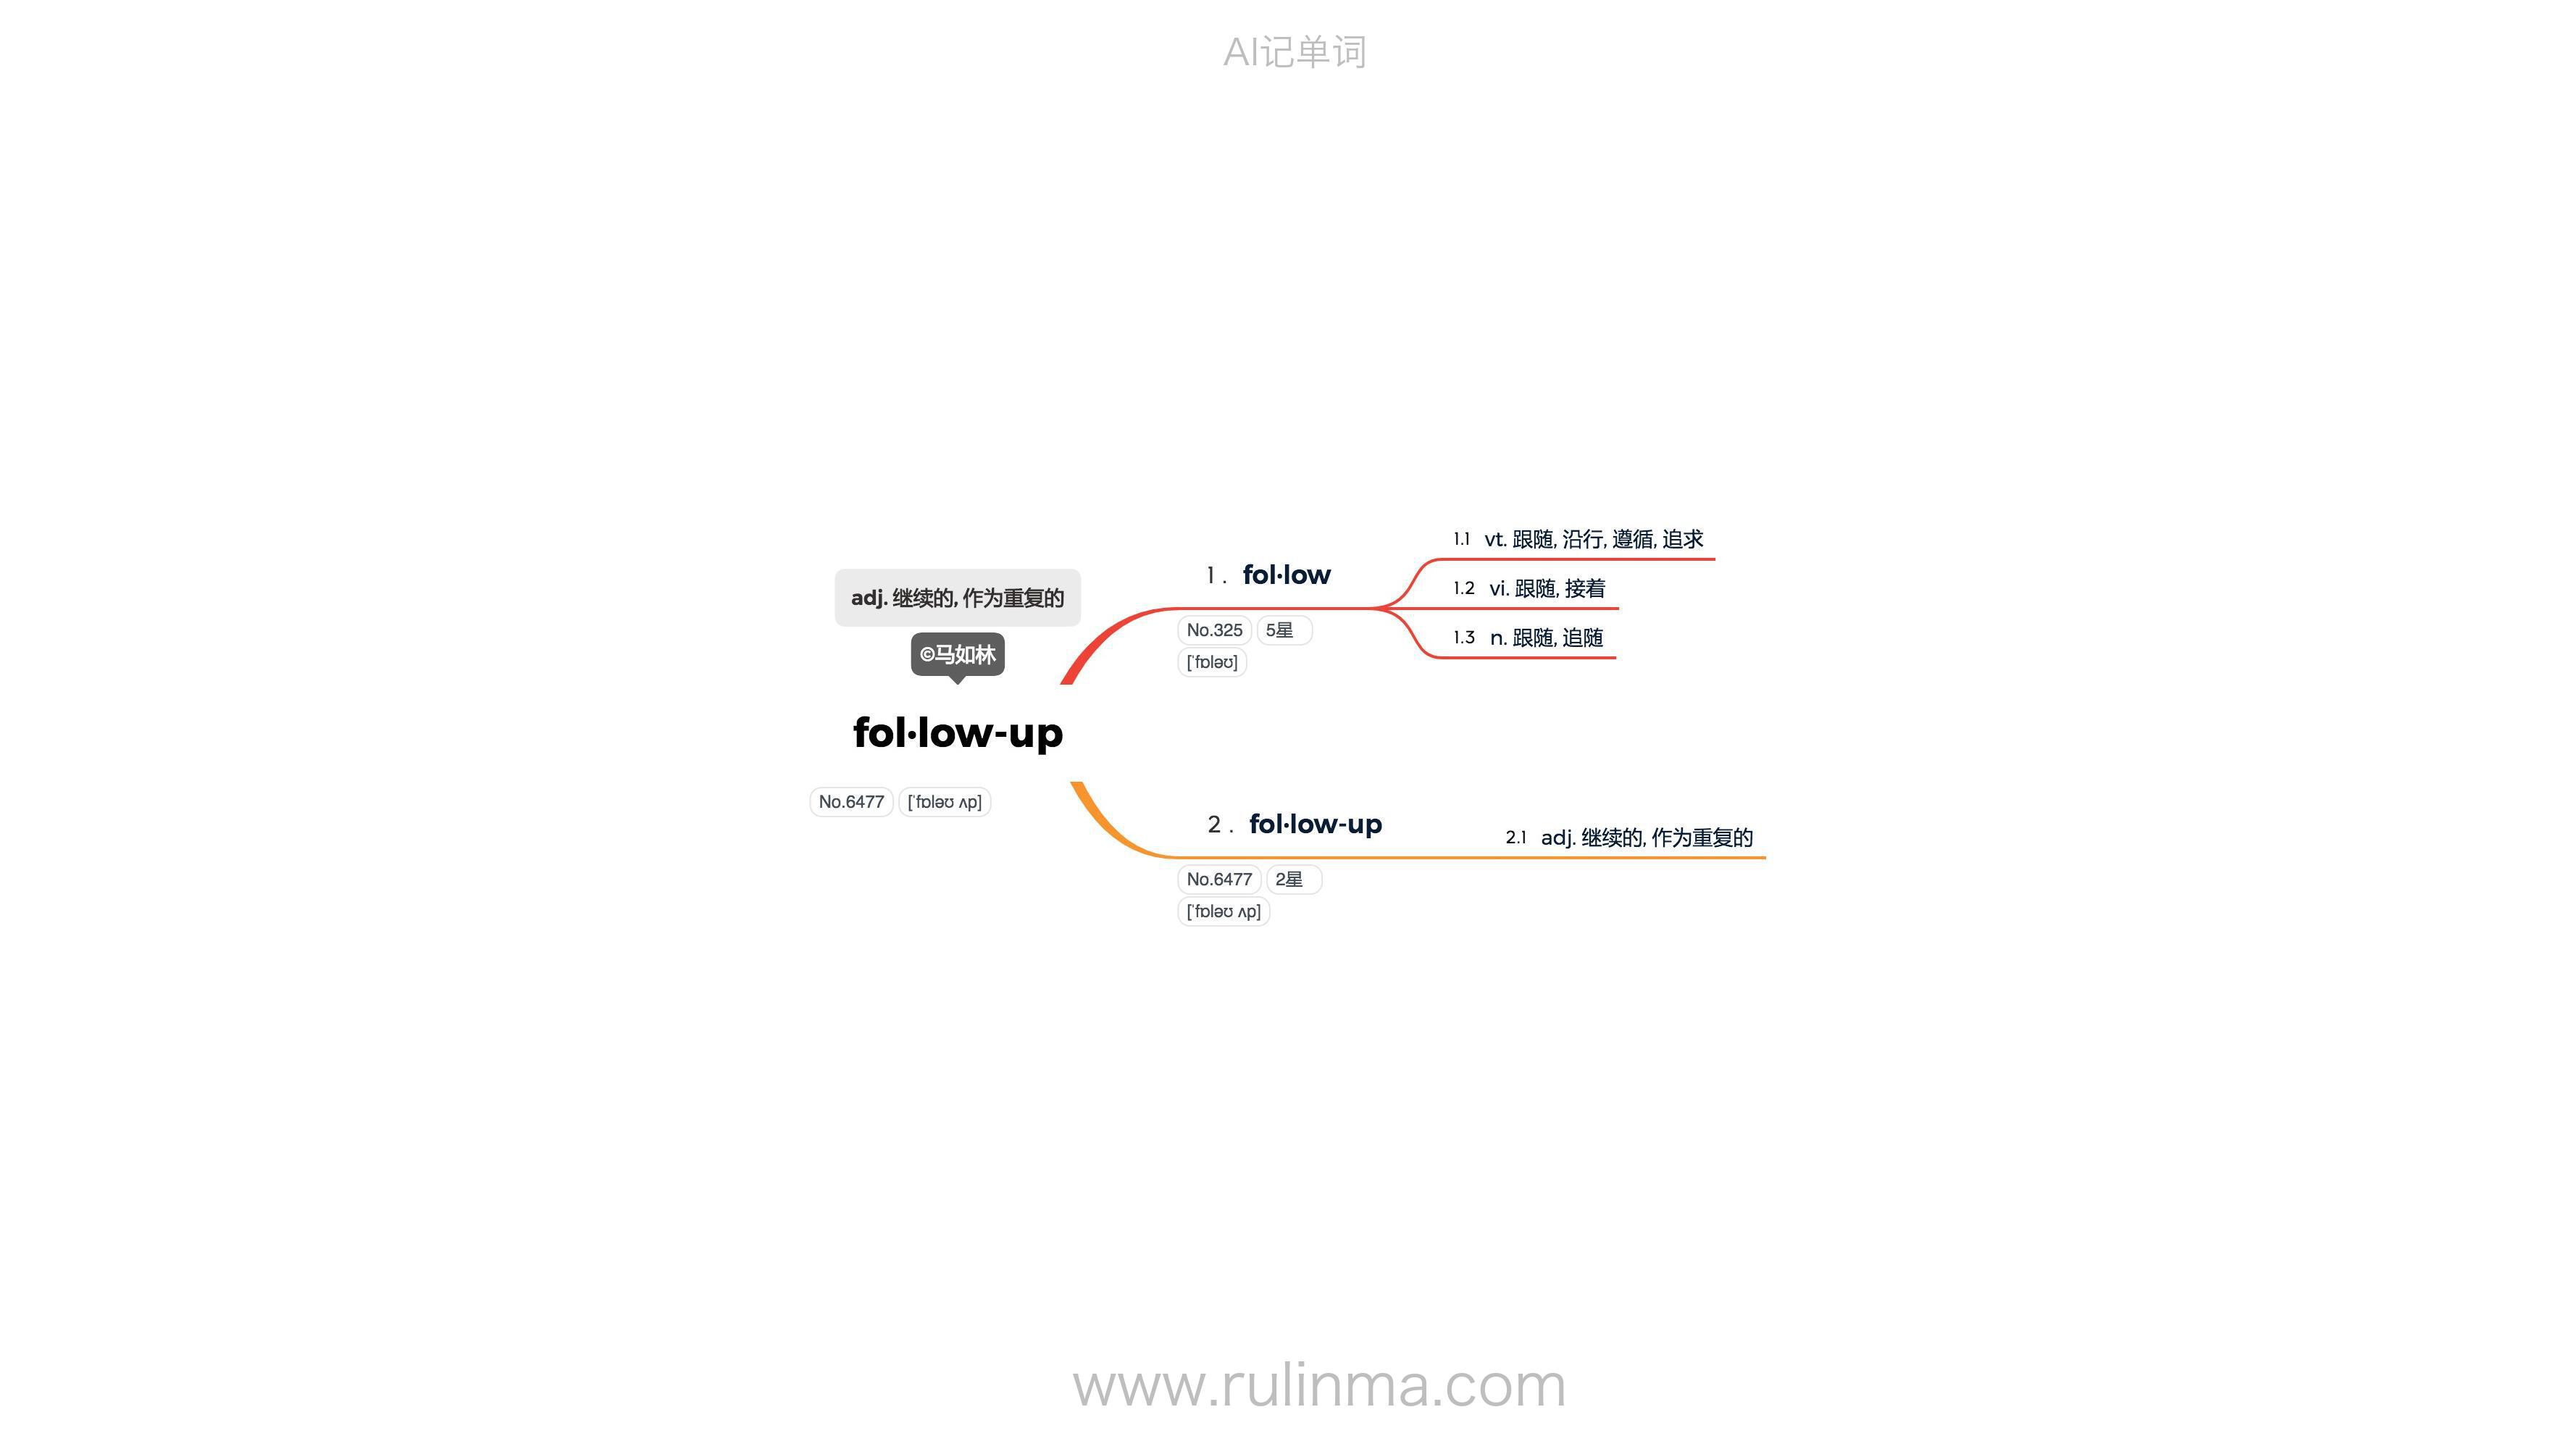 AI记单词
adj. 继续的, 作为重复的
©马如林
fol·low-up
No.6477 ['fɒləʊ ʌp]
1. fol·low
No.325 5星
['fɒləʊ]
1.1 vt. 跟随, 沿行, 遵循, 追求
1.2 vi. 跟随, 接着
1.3 n. 跟随, 追随
2. fol·low-up
No.6477 2星
['fɒləʊ ʌp]
2.1 adj. 继续的, 作为重复的
www.rulinma.com